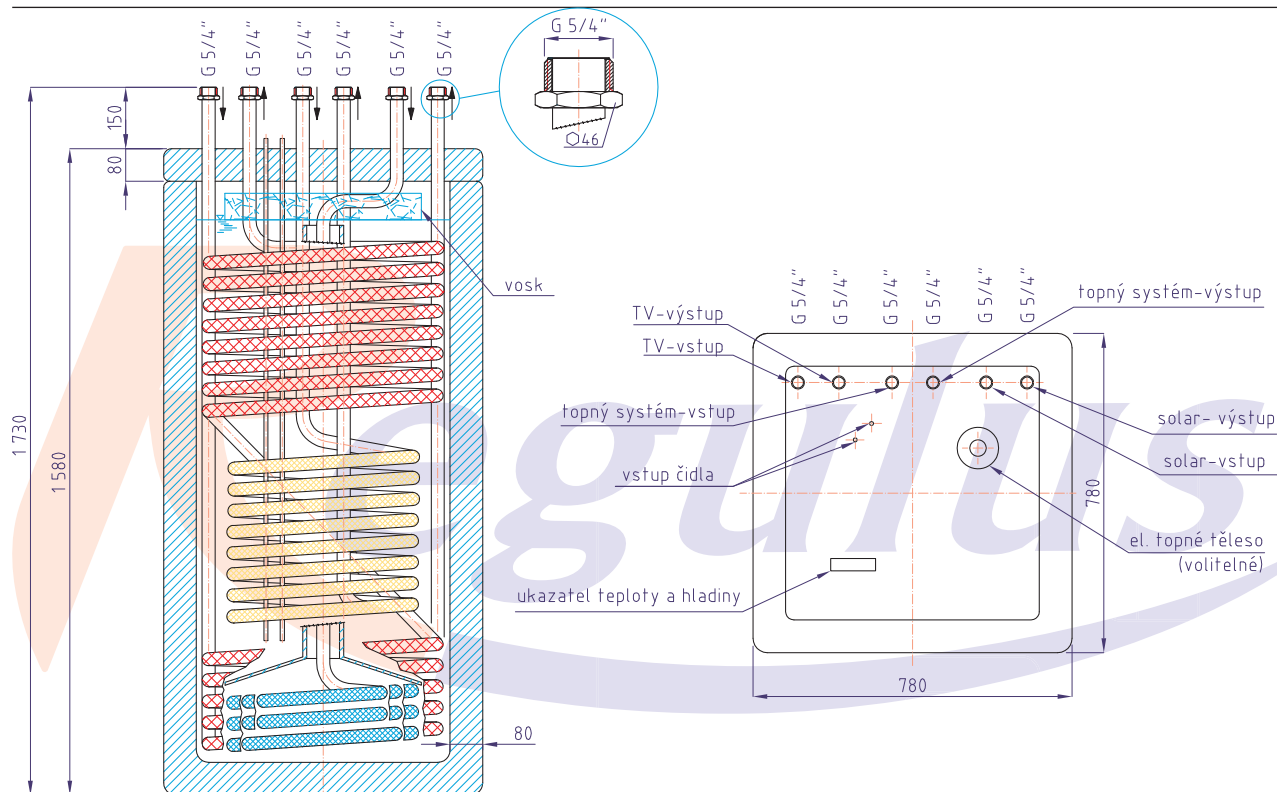 G 5/4"
G 5/4"
G 5/4"
G 5/4"
G 5/4"
G 5/4"
G 5/4"
⬡46
150
80
1 730
1 580
vosk
80
G 5/4"
G 5/4"
G 5/4"
G 5/4"
G 5/4"
G 5/4"
topný systém-výstup
TV-výstup
TV-vstup
topný systém-vstup
solar- výstup
solar-vstup
vstup čidla
780
el. topné těleso
(volitelné)
ukazatel teploty a hladiny
780
Regulus